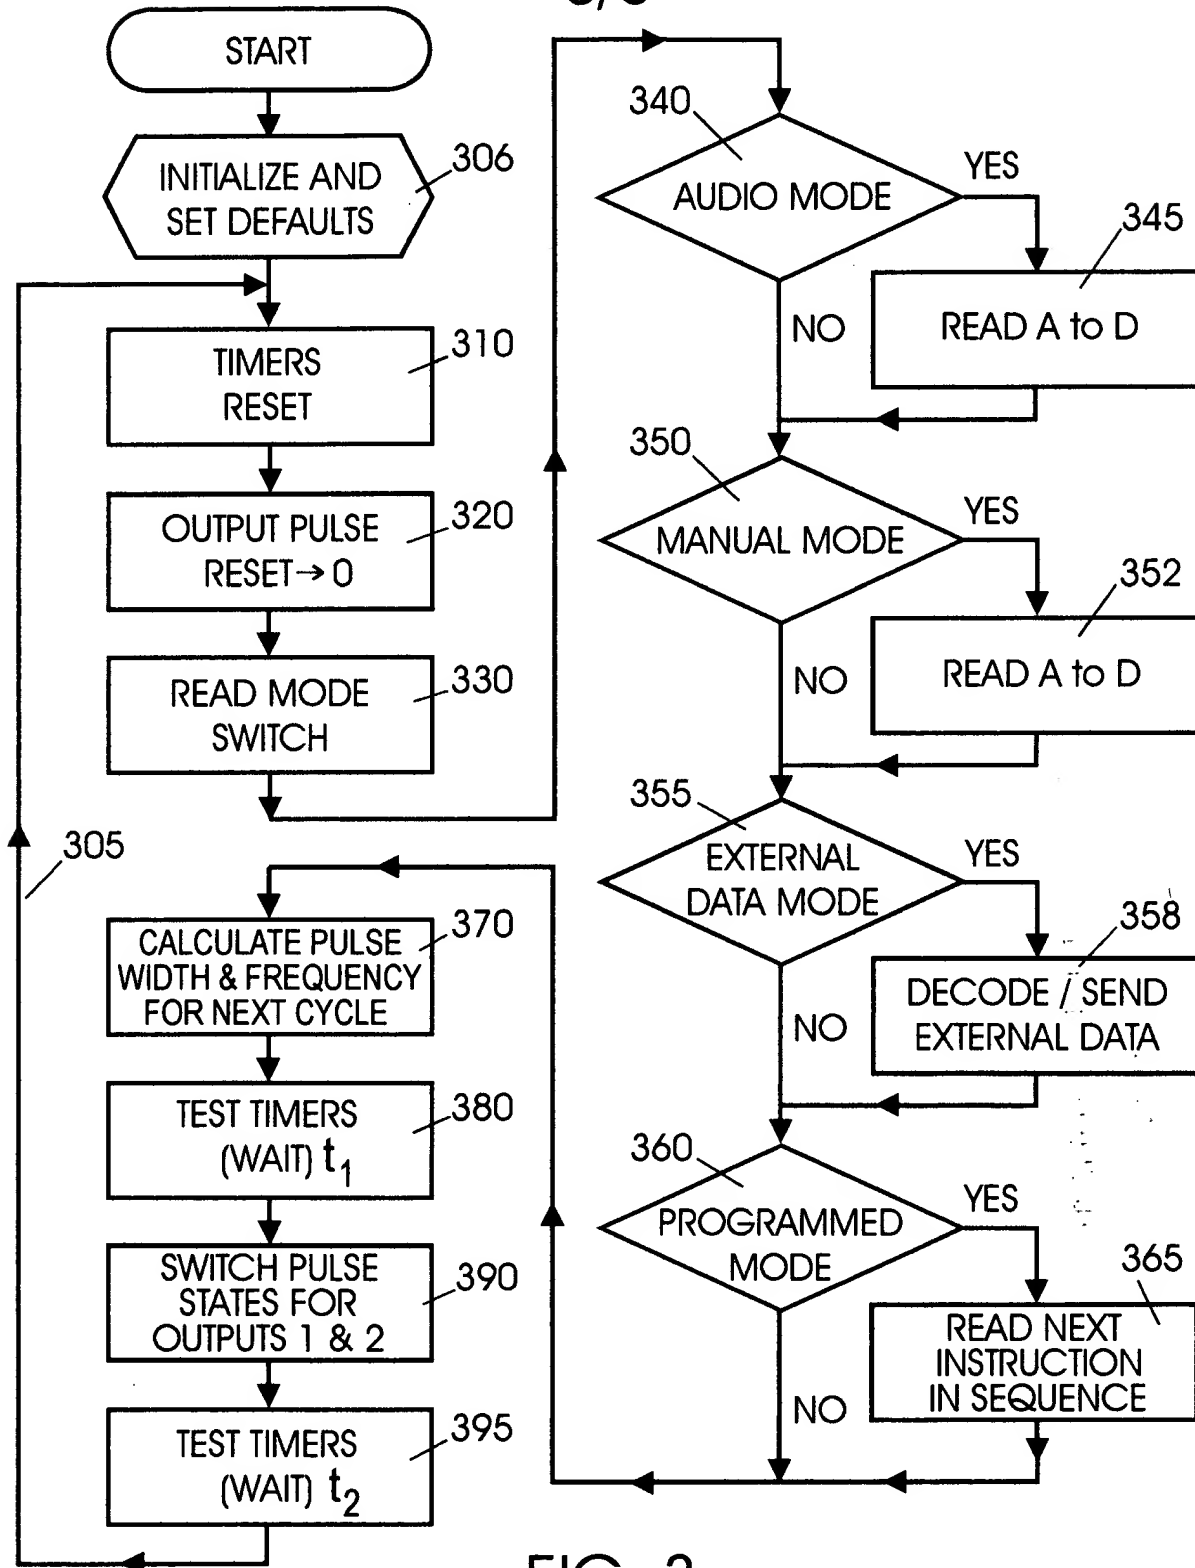 START
INITIALIZE AND
SET DEFAULTS
306
TIMERS
RESET
310
OUTPUT PULSE
RESET→0
320
READ MODE
SWITCH
330
340
AUDIO MODE
YES
NO
345
READ A to D
350
MANUAL MODE
YES
NO
352
READ A to D
355
EXTERNAL
DATA MODE
YES
NO
358
DECODE / SEND
EXTERNAL DATA
360
PROGRAMMED
MODE
YES
NO
365
READ NEXT
INSTRUCTION
IN SEQUENCE
305
CALCULATE PULSE
WIDTH & FREQUENCY
FOR NEXT CYCLE
370
TEST TIMERS
(WAIT) t1
380
SWITCH PULSE
STATES FOR
OUTPUTS 1 & 2
390
TEST TIMERS
(WAIT) t2
395